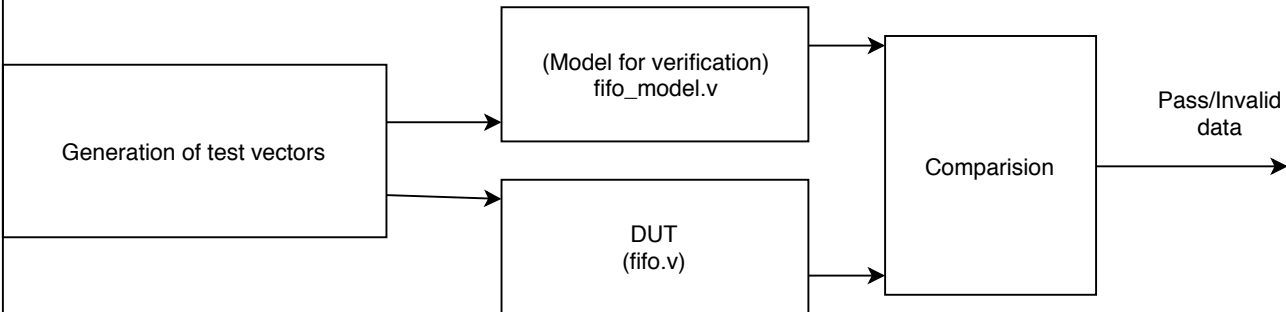 Generation of test vectors
(Model for verification)
fifo_model.v
DUT
(fifo.v)
Comparision
Pass/Invalid
data